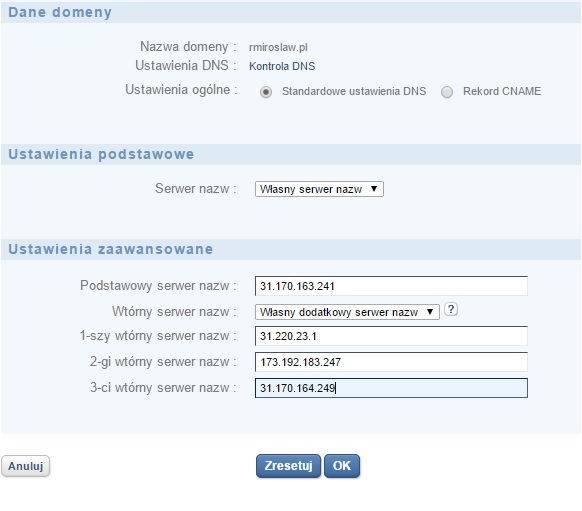 Dane domeny
Nazwa domeny : rmiroslaw.pl
Ustawienia DNS : Kontrola DNS
Ustawienia ogólne : Standardowe ustawienia DNS Rekord CNAME
Ustawienia podstawowe
Serwer nazw : Własny serwer nazw
Ustawienia zaawansowane
Podstawowy serwer nazw : 31.170.163.241
Wtórny serwer nazw : Własny dodatkowy serwer nazw ?
1-szy wtórny serwer nazw : 31.220.23.1
2-gi wtórny serwer nazw : 173.192.183.247
3-ci wtórny serwer nazw : 31.170.164.249
Anuluj Zresetuj OK